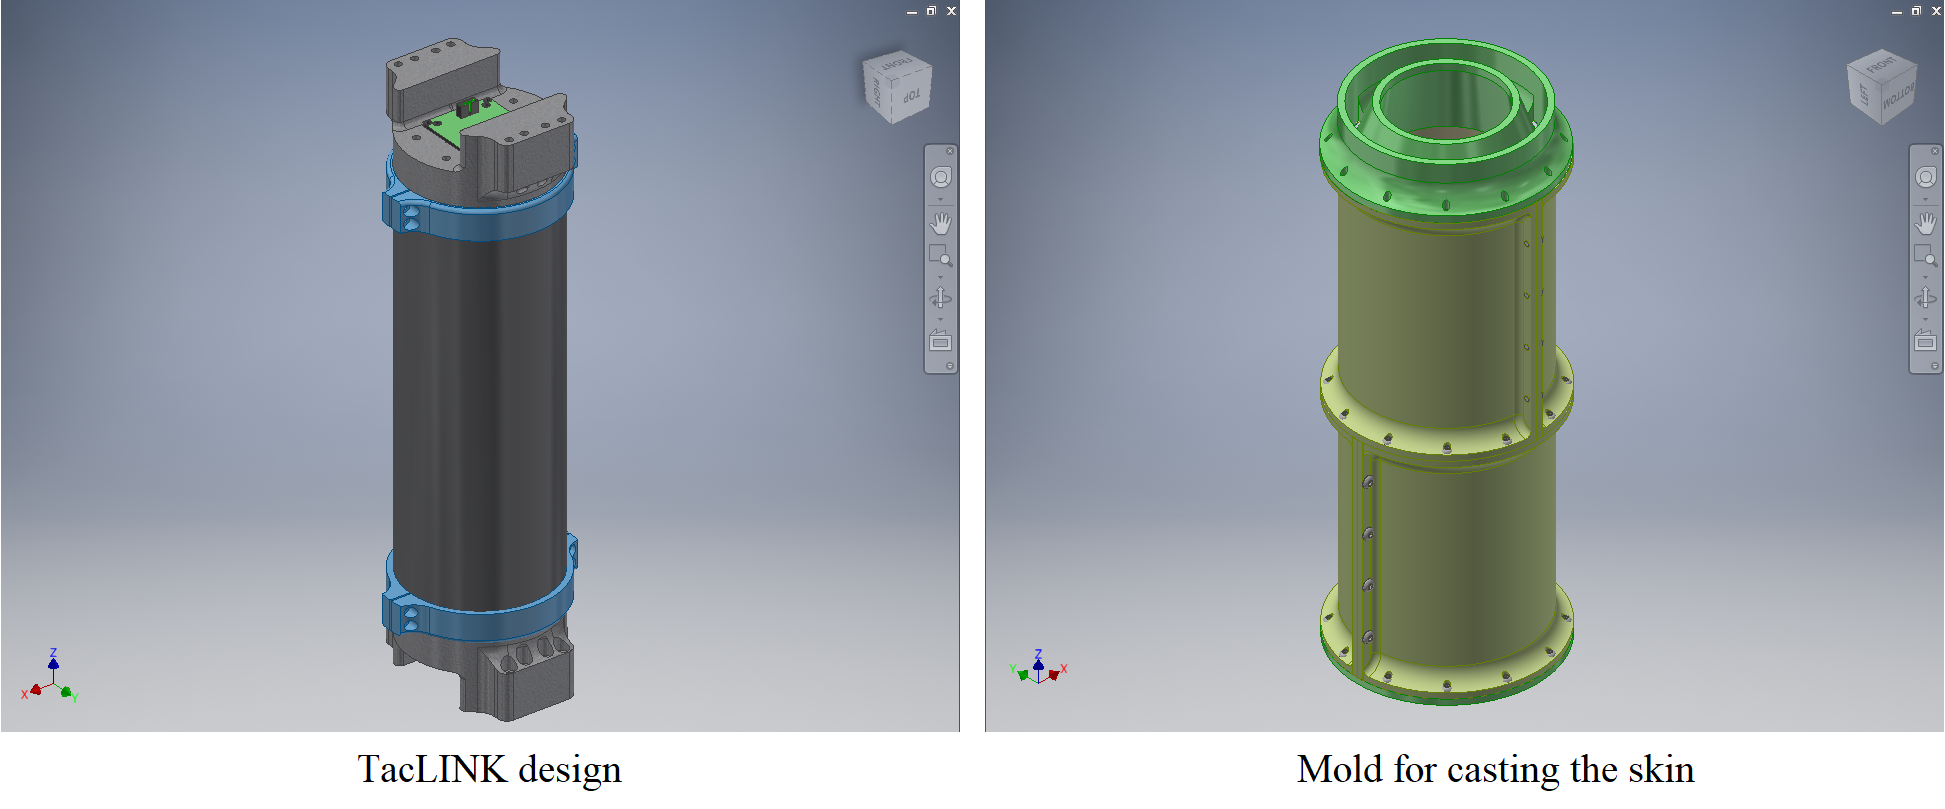 FRONT
RIGHT
TOP
FRONT
LEFT
BOTTOM
Z
X
Y
Z
Y
X
TacLINK design
Mold for casting the skin